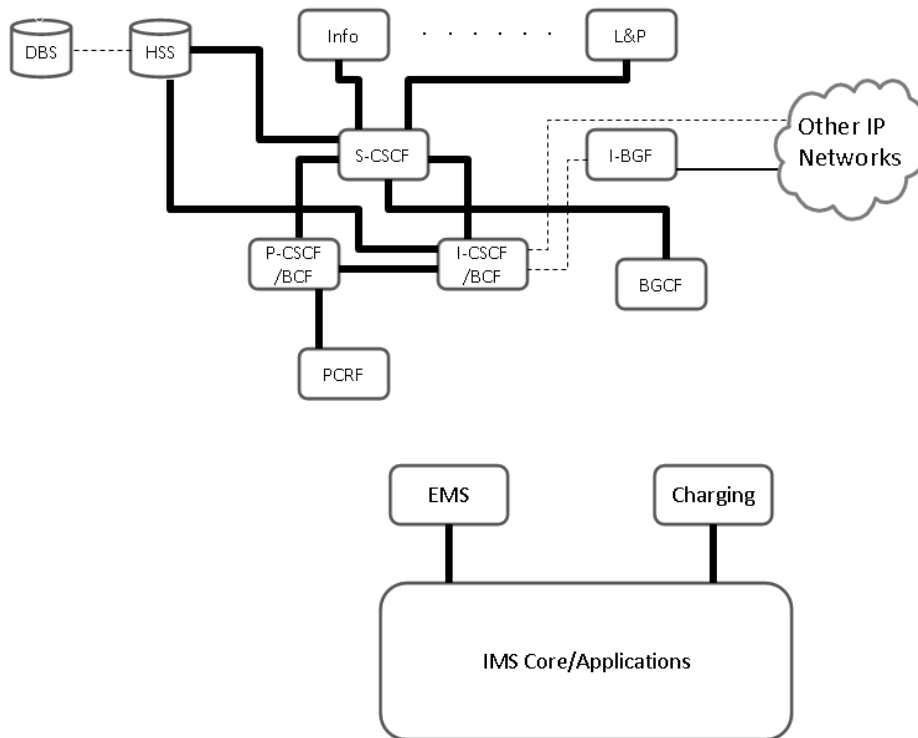 DBS
HSS
Info
. . . . . .
L&P
S-CSCF
I-BGF
Other IP
Networks
P-CSCF
/BCF
I-CSCF
/BCF
BGCF
PCRF
EMS
Charging
IMS Core/Applications